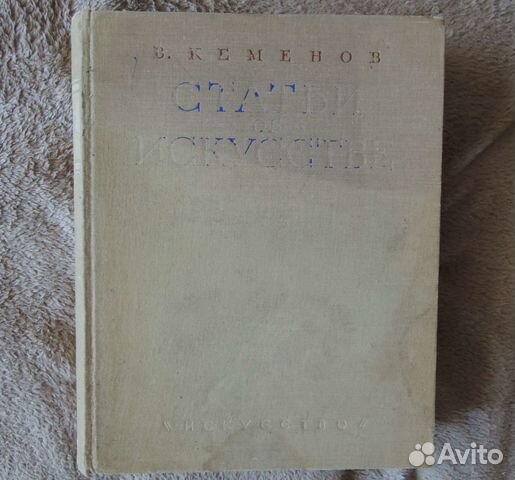 В. КЕМЕНОВ
СТАТЬИ
ОБ
ИСКУССТВЕ
«ИСКУССТВО»
Avito